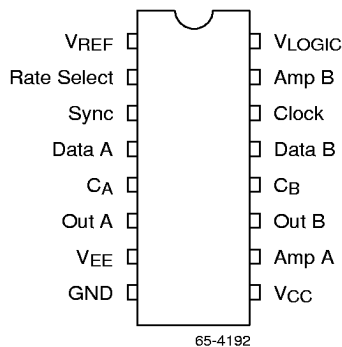 VREF VLOGIC
Rate Select Amp B
Sync Clock
Data A Data B
CA CB
Out A Out B
VEE Amp A
GND VCC
65-4192